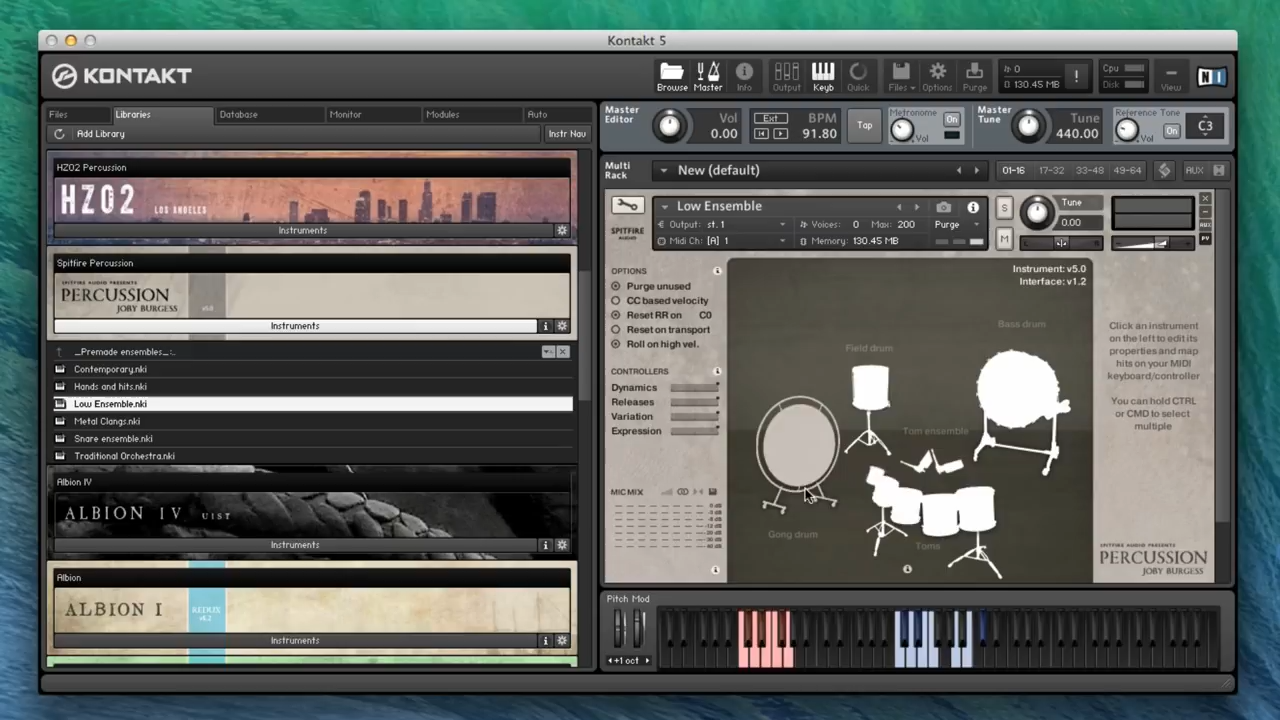 Kontakt 5
KONTAKT
Browse
Master
Info
Output
Keyb
Quick
Files
Options
Purge
0
130.45 MB
!
Cpu
Disk
View
NI
Files
Libraries
Database
Monitor
Modules
Auto
Add Library
Instr Nav
HZ02 Percussion
HZ02 LOS ANGELES
Instruments
Spitfire Percussion
SPITFIRE AUDIO PRESENTS
PERCUSSION
JOBY BURGESS
Instruments
_Premade ensembles_:.
Contemporary.nki
Hands and hits.nki
Low Ensemble.nki
Metal Clangs.nki
Snare ensemble.nki
Traditional Orchestra.nki
Albion IV
ALBION IV UIST
Instruments
Albion
ALBION I
REDUX
v4.2
Instruments
Master
Editor
Vol
0.00
Ext
BPM
91.80
Tap
Metronome
On
Vol
Master
Tune
Tune
440.00
Reference Tone
On
Vol
C3
Multi
Rack
New (default)
01-16
17-32
33-48
49-64
AUX
SPITFIRE
AUDIO
Low Ensemble
Output: st.1
Voices: 0
Max: 200
Purge
Midi Ch: [A] 1
Memory: 130.45 MB
S
M
Tune
0.00
AUX
PV
OPTIONS
Purge unused
CC based velocity
Reset RR on C0
Reset on transport
Roll on high vel.
CONTROLLERS
Dynamics
Releases
Variation
Expression
MIC MIX
Instrument: v5.0
Interface: v1.2
Bass drum
Field drum
Tom ensemble
Gong drum
Toms
Click an instrument
on the left to edit its
properties and map
hits on your MIDI
keyboard/controller
You can hold CTRL
or CMD to select
multiple
SPITFIRE AUDIO PRESENTS
PERCUSSION
JOBY BURGESS
Pitch Mod
+1 oct